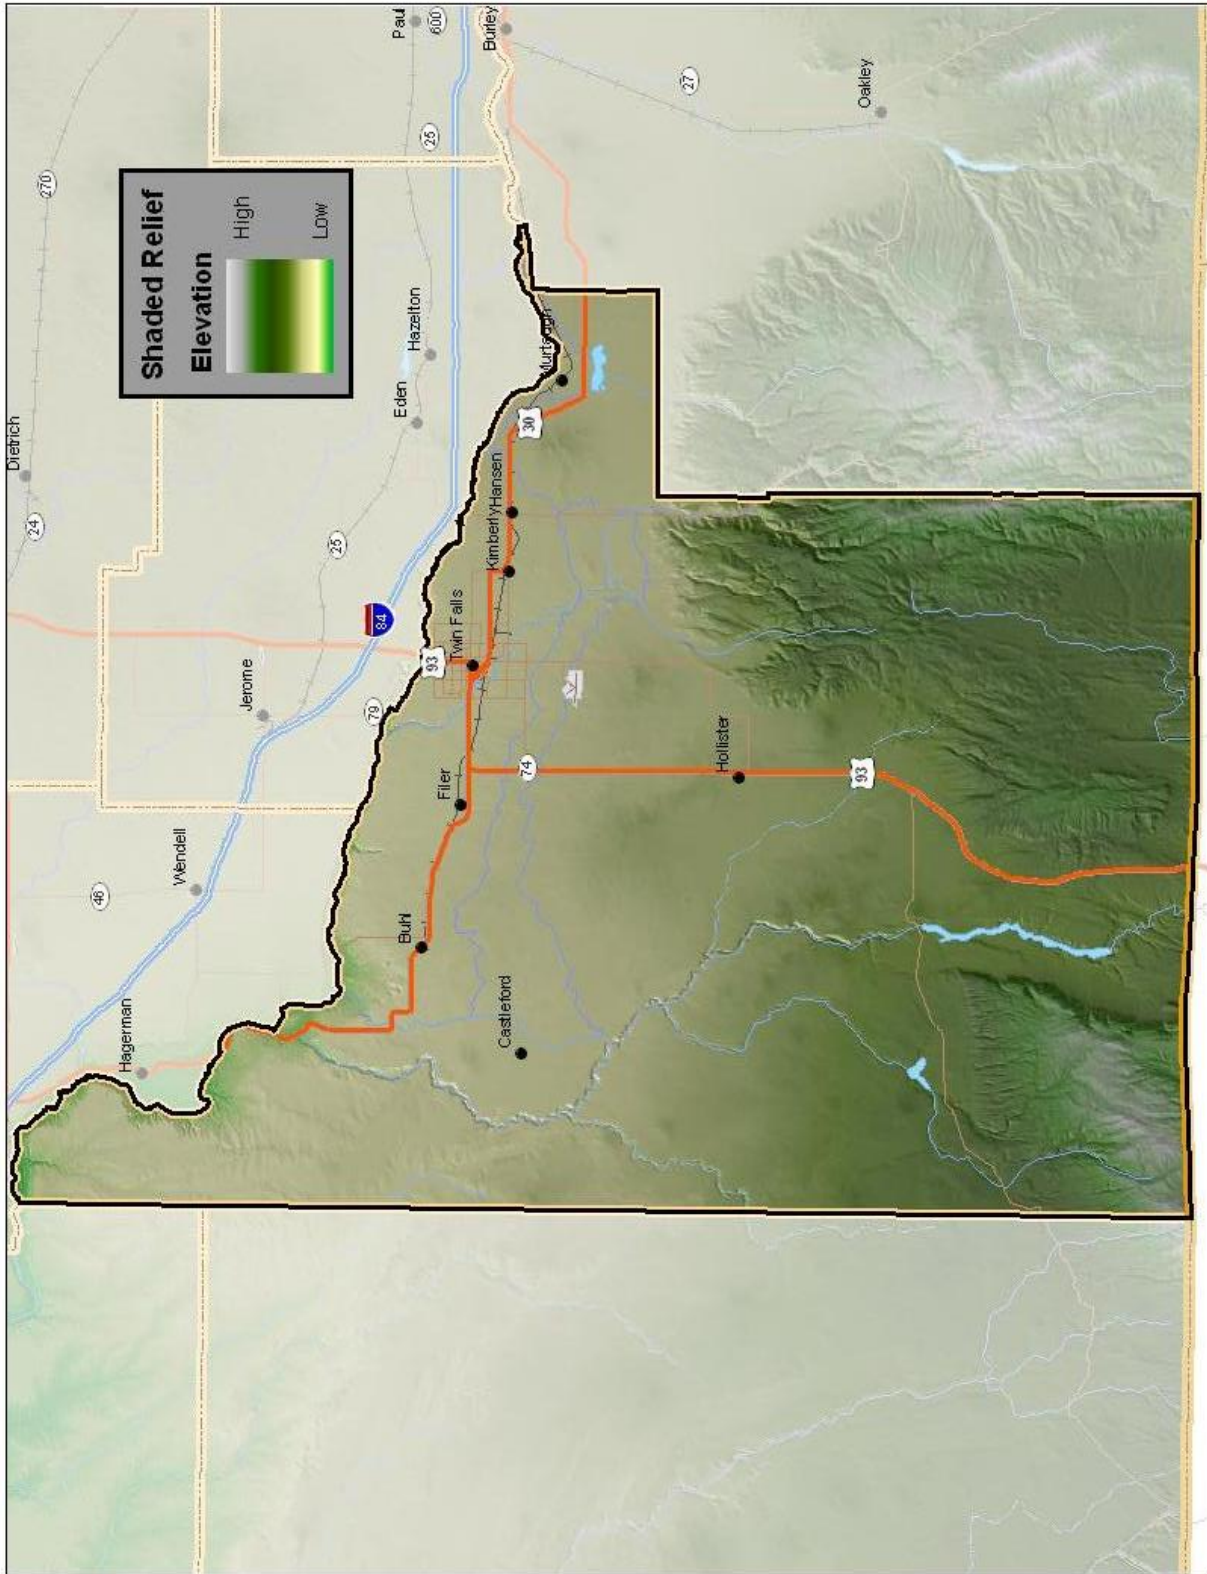 Shaded Relief
Elevation
High
Low
Dietrich
24
270
46
Wendell
Jerome
25
84
Eden
Hazelton
25
Paul
600
Burley
Hagerman
79
93
Twin Falls
Kimberly
Hansen
30
Murtaugh
27
Oakley
Buhl
Filer
74
Castleford
Hollister
93